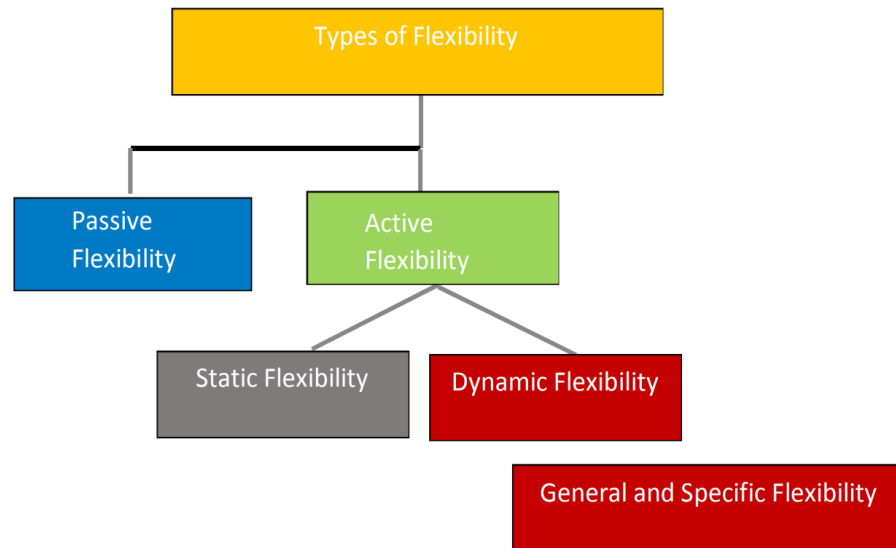 Types of Flexibility
Passive
Flexibility
Active
Flexibility
Static Flexibility
Dynamic Flexibility
General and Specific Flexibility